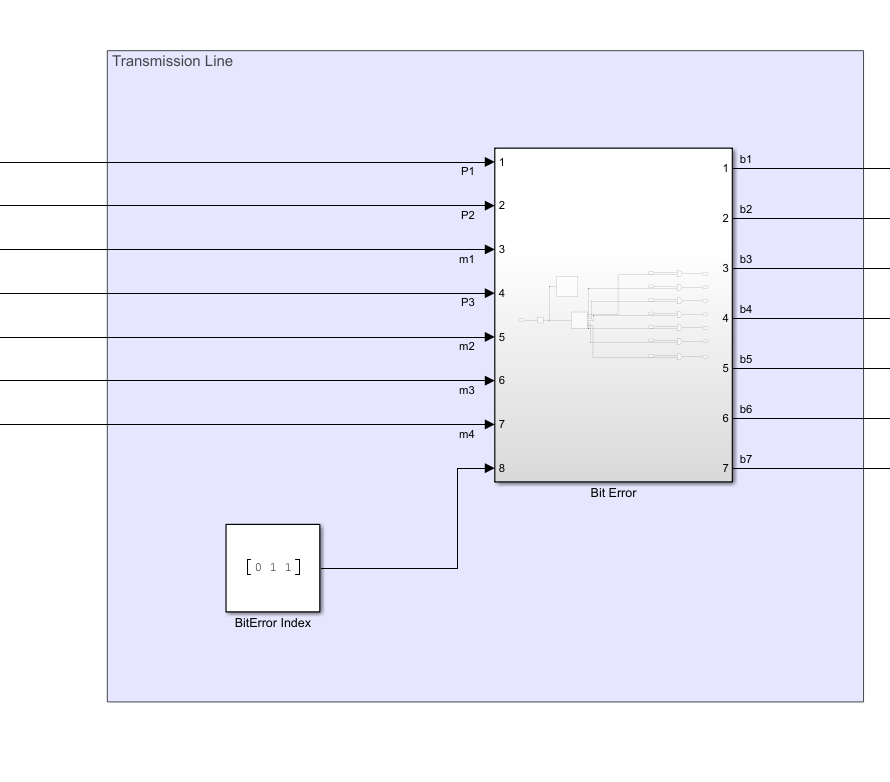 Transmission Line
P1
P2
m1
P3
m2
m3
m4
1
2
3
4
5
6
7
8
1
2
3
4
5
6
7
b1
b2
b3
b4
b5
b6
b7
Bit Error
[ 0 1 1 ]
BitError Index